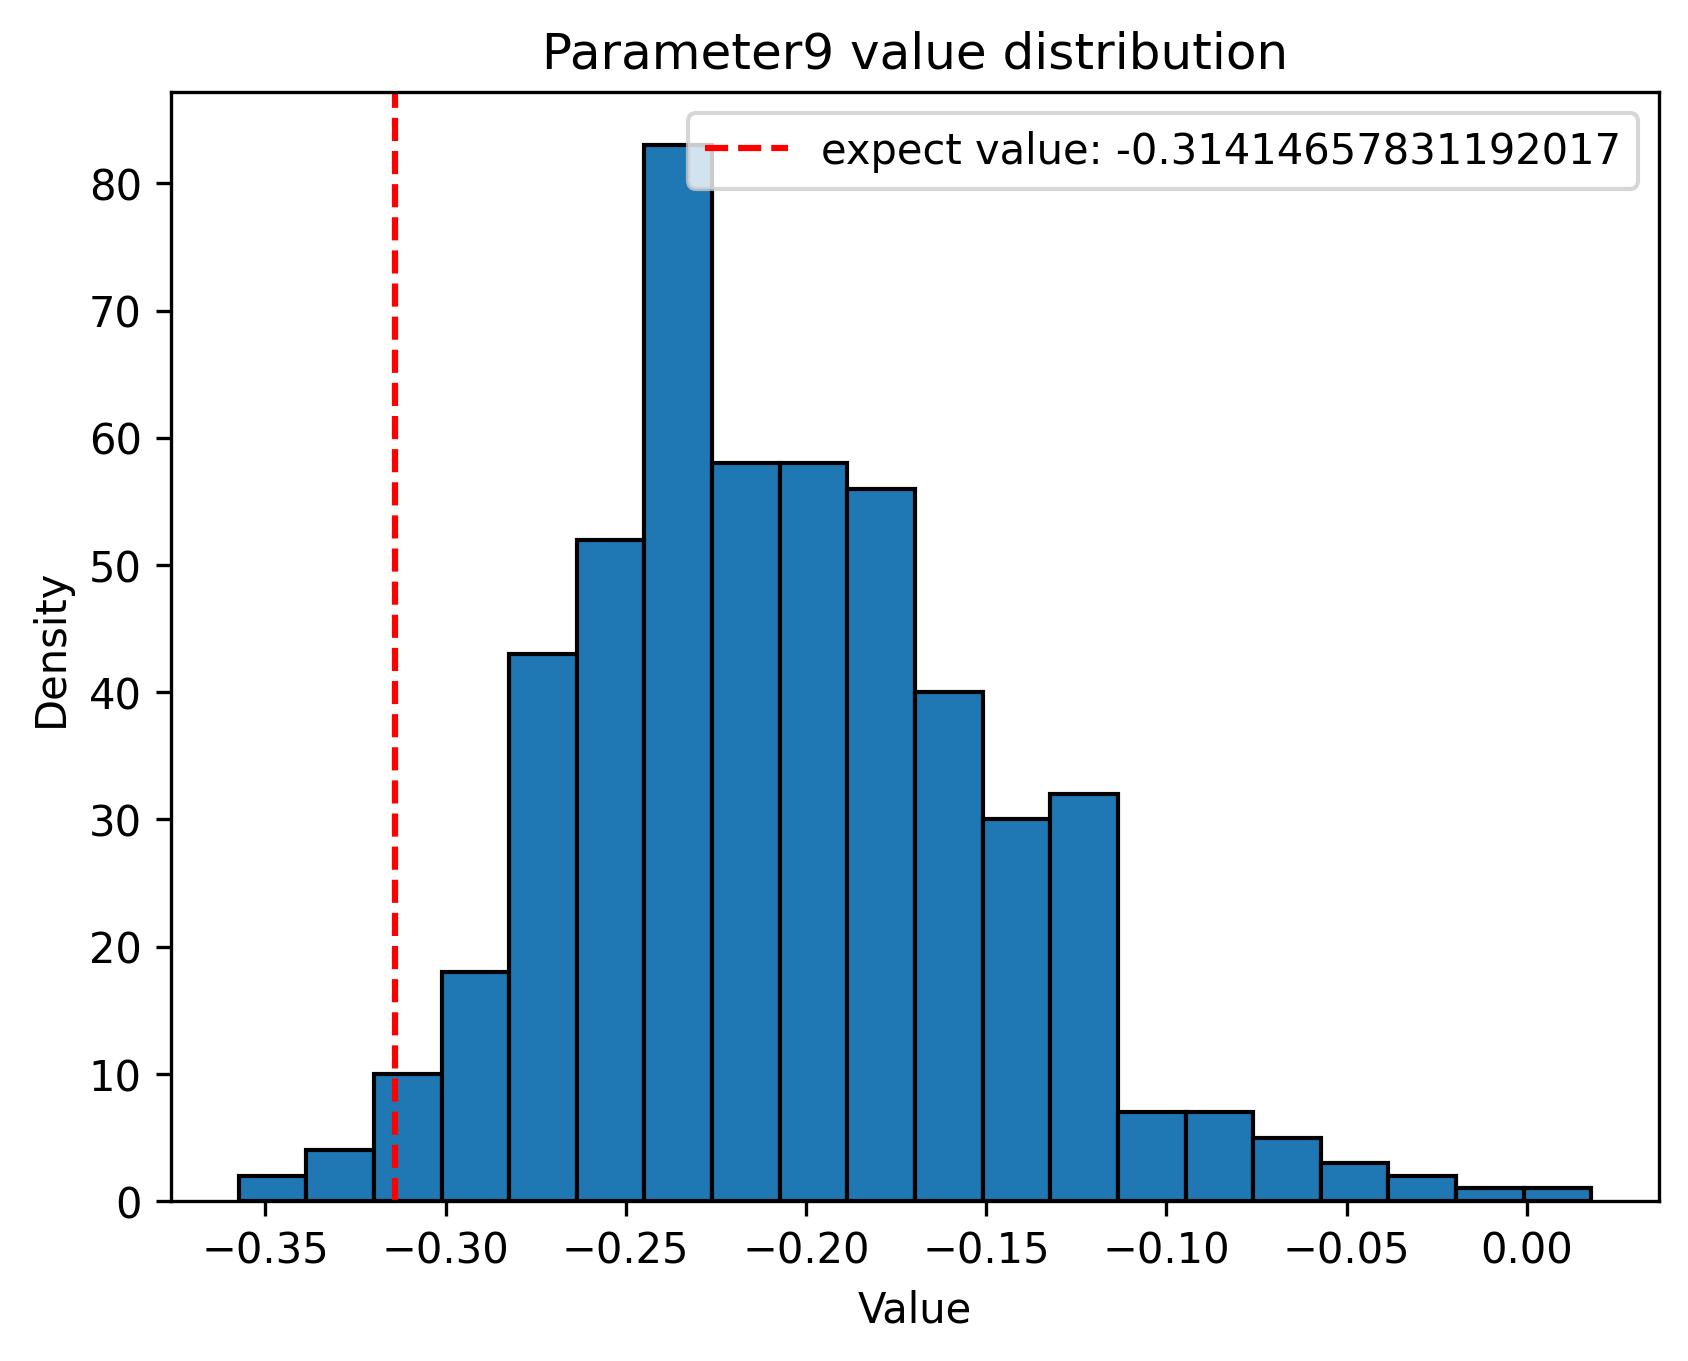 Parameter9 value distribution
expect value: -0.31414657831192017
80
70
60
50
40
30
20
10
0
Density
−0.35 −0.30 −0.25 −0.20 −0.15 −0.10 −0.05 0.00
Value